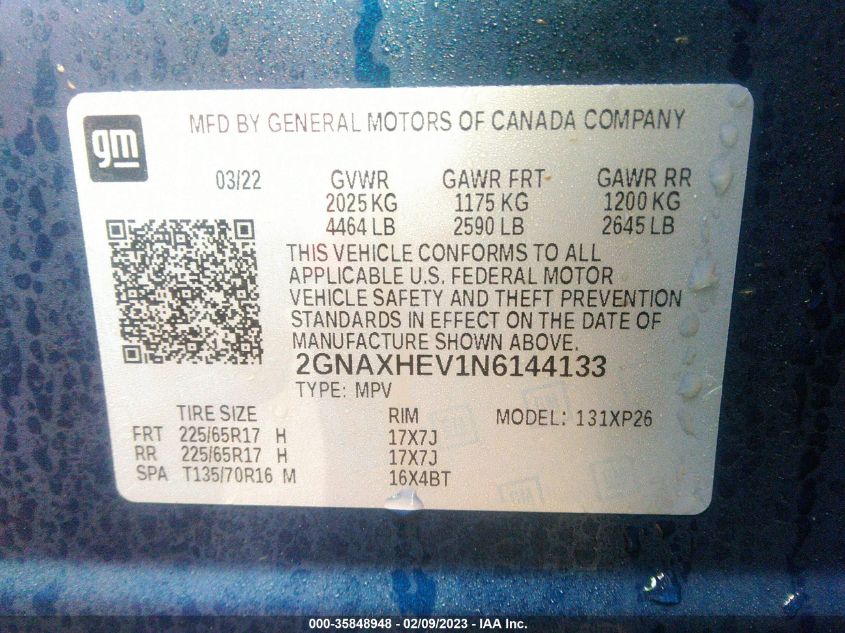 gm
MFD BY GENERAL MOTORS OF CANADA COMPANY
03/22 GVWR GAWR FRT GAWR RR
2025 KG 1175 KG 1200 KG
4464 LB 2590 LB 2645 LB
THIS VEHICLE CONFORMS TO ALL
APPLICABLE U.S. FEDERAL MOTOR
VEHICLE SAFETY AND THEFT PREVENTION
STANDARDS IN EFFECT ON THE DATE OF
MANUFACTURE SHOWN ABOVE.
2GNAXHEV1N6144133
TYPE: MPV
TIRE SIZE RIM MODEL: 131XP26
FRT 225/65R17 H 17X7J
RR 225/65R17 H 17X7J
SPA T135/70R16 M 16X4BT
GM GM
000-35848948 - 02/09/2023 - IAA Inc.